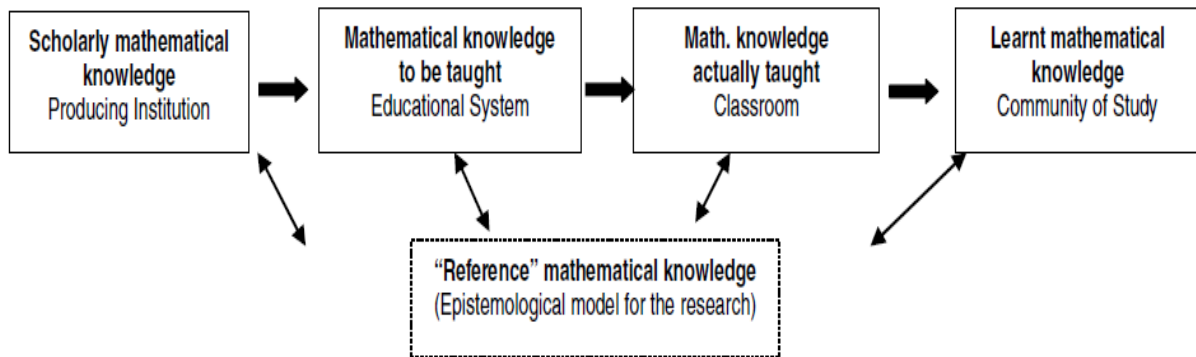 Scholarly mathematical
knowledge
Producing Institution
Mathematical knowledge
to be taught
Educational System
Math. knowledge
actually taught
Classroom
Learnt mathematical
knowledge
Community of Study
“Reference” mathematical knowledge
(Epistemological model for the research)